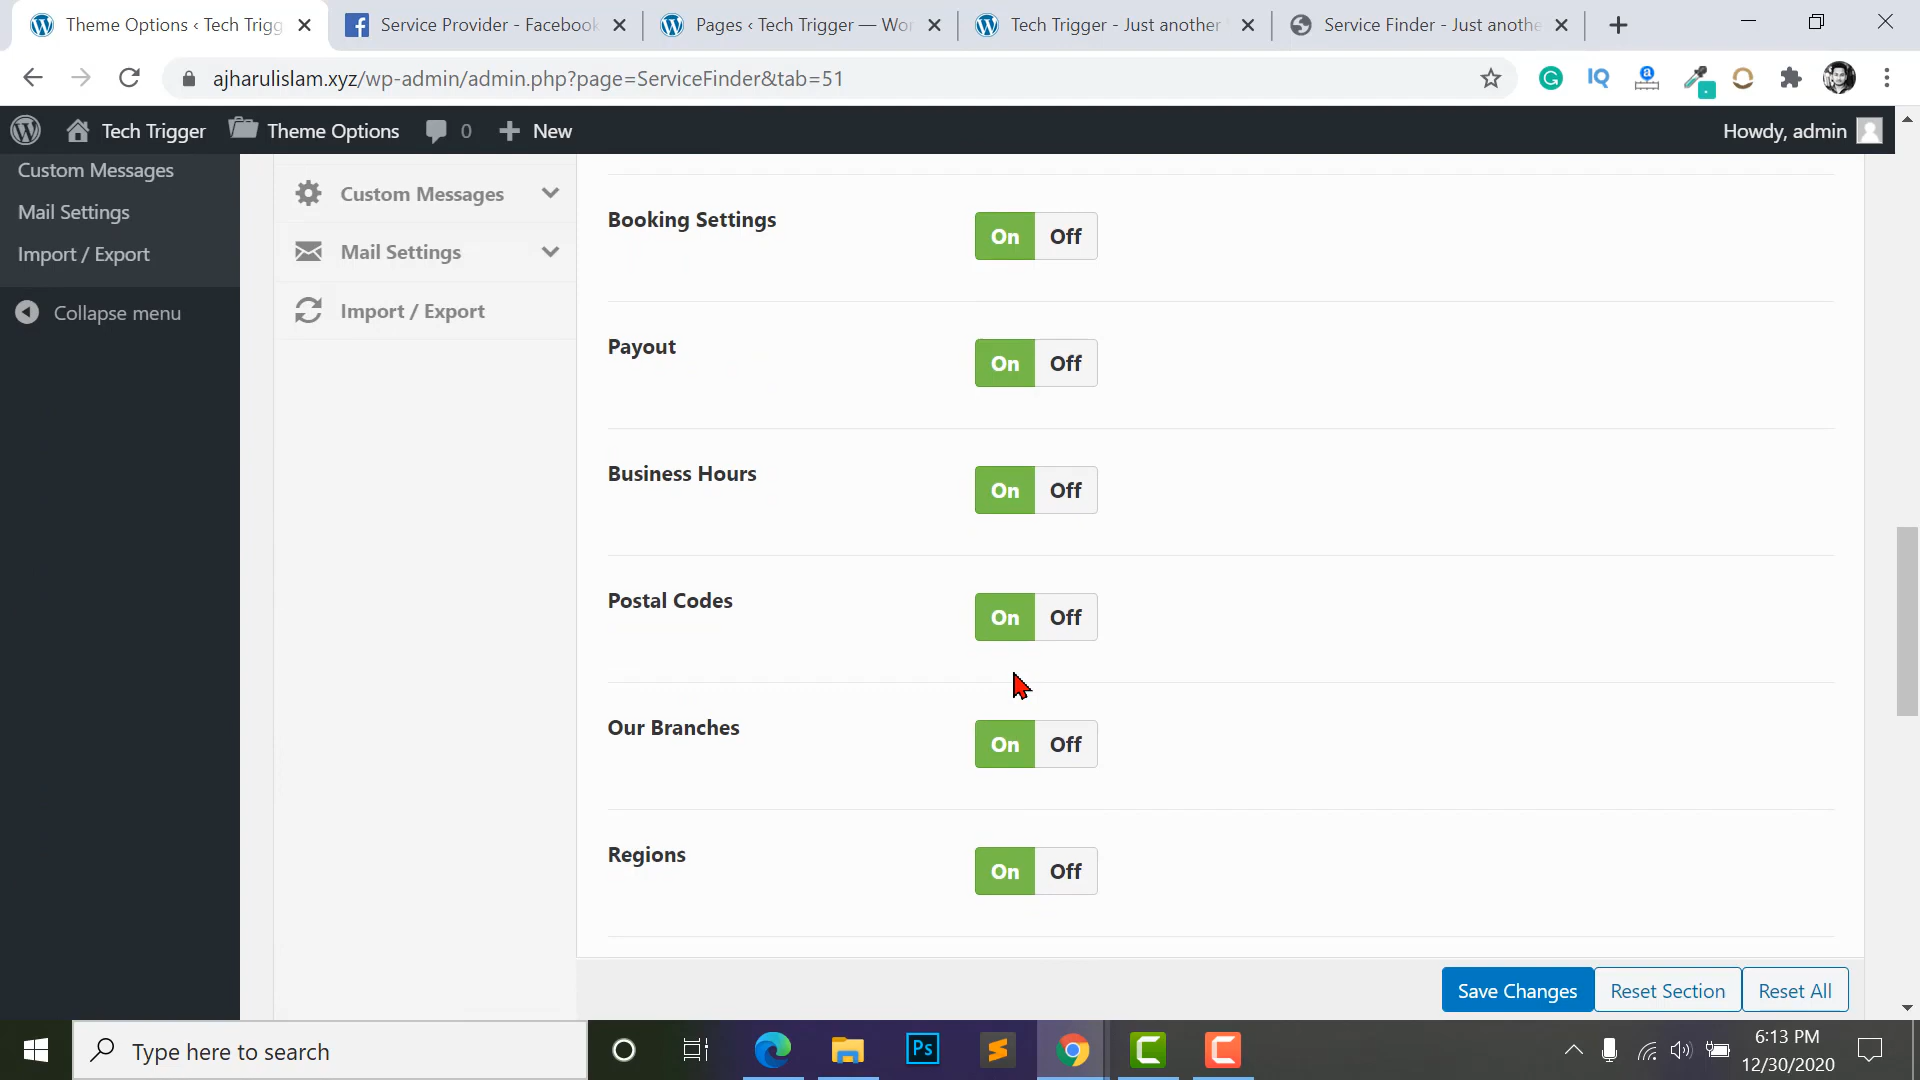 Theme Options ‹ Tech Trigg
Service Provider - Facebook
Pages ‹ Tech Trigger — Wor
Tech Trigger - Just another
Service Finder - Just anothe
ajharulislam.xyz/wp-admin/admin.php?page=ServiceFinder&tab=51
Tech Trigger
Theme Options
0
New
Howdy, admin
Custom Messages
Mail Settings
Import / Export
Collapse menu
Custom Messages
Mail Settings
Import / Export
Booking Settings
On Off
Payout
On Off
Business Hours
On Off
Postal Codes
On Off
Our Branches
On Off
Regions
On Off
Save Changes
Reset Section
Reset All
Type here to search
6:13 PM
12/30/2020